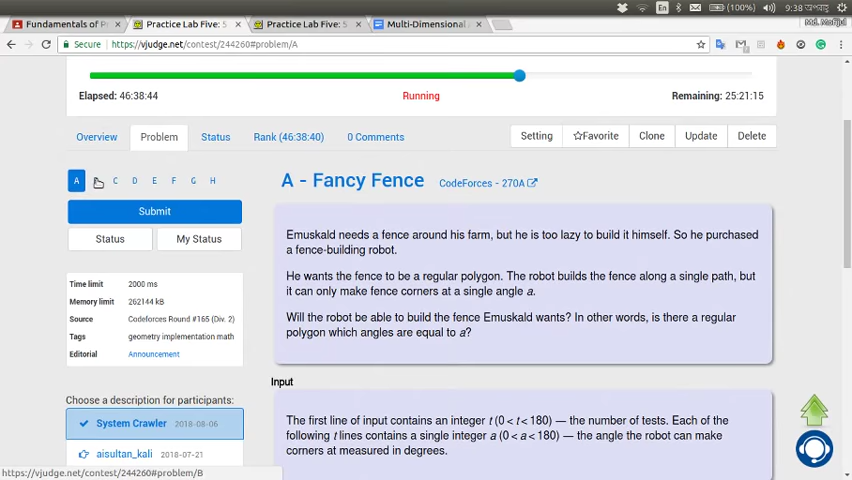 En (100%) 9:38 অপরাহ্ণ
Fundamentals of Pr × Practice Lab Five: S × Practice Lab Five: S × Multi-Dimensional A ×
Secure https://vjudge.net/contest/244260#problem/A
Elapsed: 46:38:44 Running Remaining: 25:21:15
Overview Problem Status Rank (46:38:40) 0 Comments Setting ☆Favorite Clone Update Delete
A C D E F G H
A - Fancy Fence CodeForces - 270A
Submit
Status My Status
Emuskald needs a fence around his farm, but he is too lazy to build it himself. So he purchased
a fence-building robot.
He wants the fence to be a regular polygon. The robot builds the fence along a single path, but
it can only make fence corners at a single angle a.
Will the robot be able to build the fence Emuskald wants? In other words, is there a regular
polygon which angles are equal to a?
Time limit 2000 ms
Memory limit 262144 kB
Source Codeforces Round #165 (Div. 2)
Tags geometry implementation math
Editorial Announcement
Input
Choose a description for participants:
System Crawler 2018-08-06
aisultan_kali 2018-07-21
The first line of input contains an integer t (0 < t < 180) — the number of tests. Each of the
following t lines contains a single integer a (0 < a < 180) — the angle the robot can make
corners at measured in degrees.
https://vjudge.net/contest/244260#problem/B